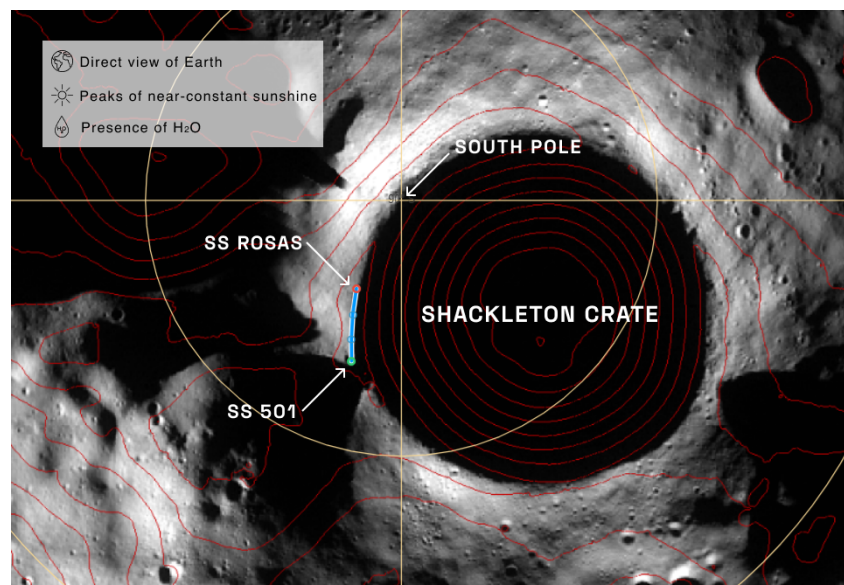 Direct view of Earth
Peaks of near-constant sunshine
H₂O
Presence of H₂O
SOUTH POLE
SS ROSAS
SHACKLETON CRATE
SS 501